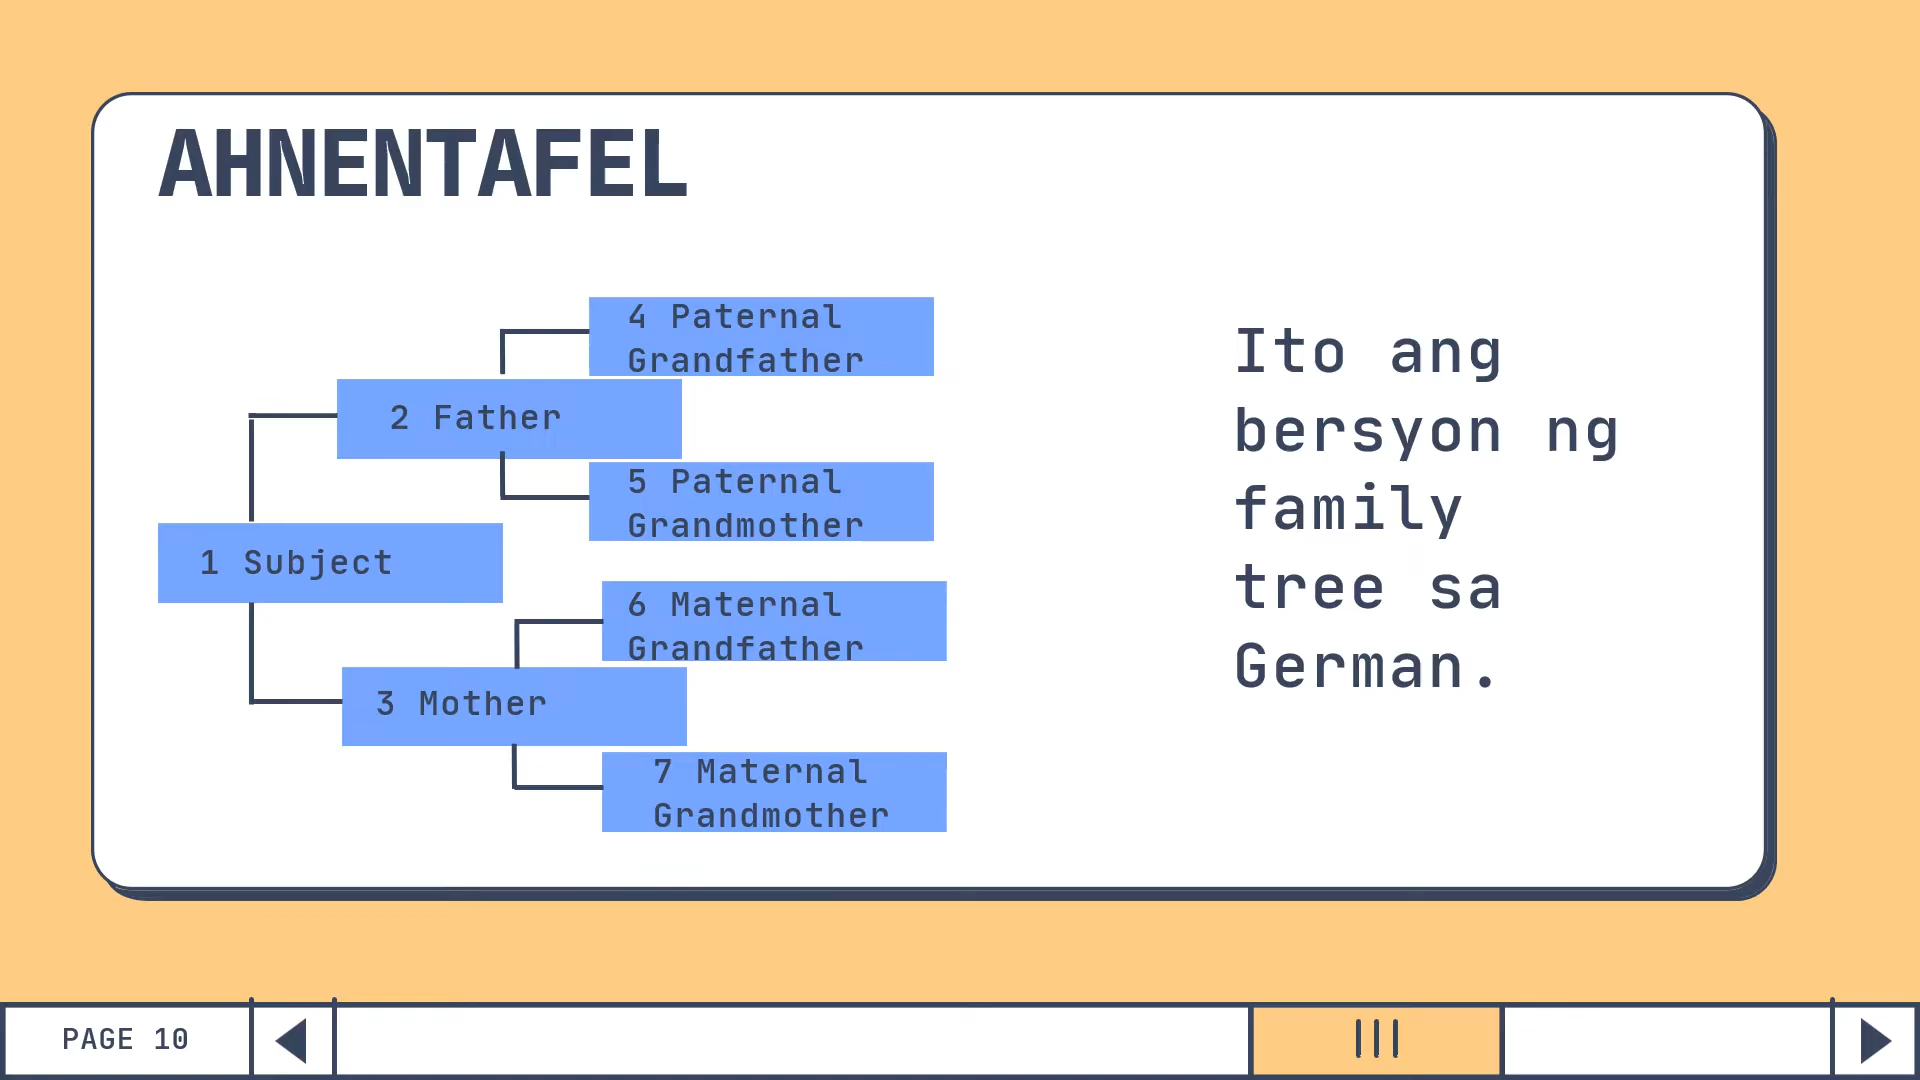 AHNENTAFEL
4 Paternal
Grandfather
2 Father
5 Paternal
Grandmother
1 Subject
6 Maternal
Grandfather
3 Mother
7 Maternal
Grandmother
Ito ang
bersyon ng
family
tree sa
German.
PAGE 10